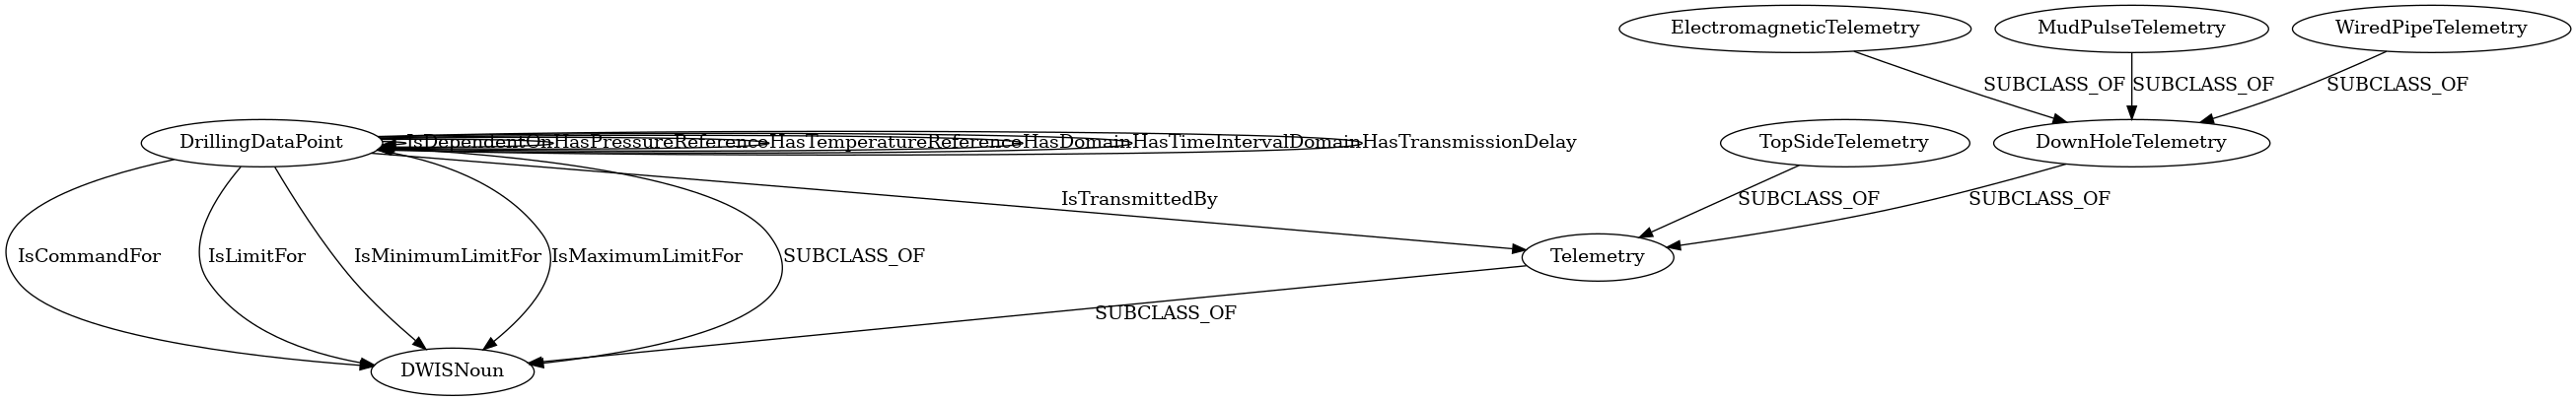 ElectromagneticTelemetry
MudPulseTelemetry
WiredPipeTelemetry
SUBCLASS_OF
SUBCLASS_OF
SUBCLASS_OF
DrillingDataPoint
IsDependentOn
HasPressureReference
HasTemperatureReference
HasDomain
HasTimeIntervalDomain
HasTransmissionDelay
TopSideTelemetry
DownHoleTelemetry
IsTransmittedBy
SUBCLASS_OF
SUBCLASS_OF
IsCommandFor
IsLimitFor
IsMinimumLimitFor
IsMaximumLimitFor
SUBCLASS_OF
Telemetry
SUBCLASS_OF
DWISNoun